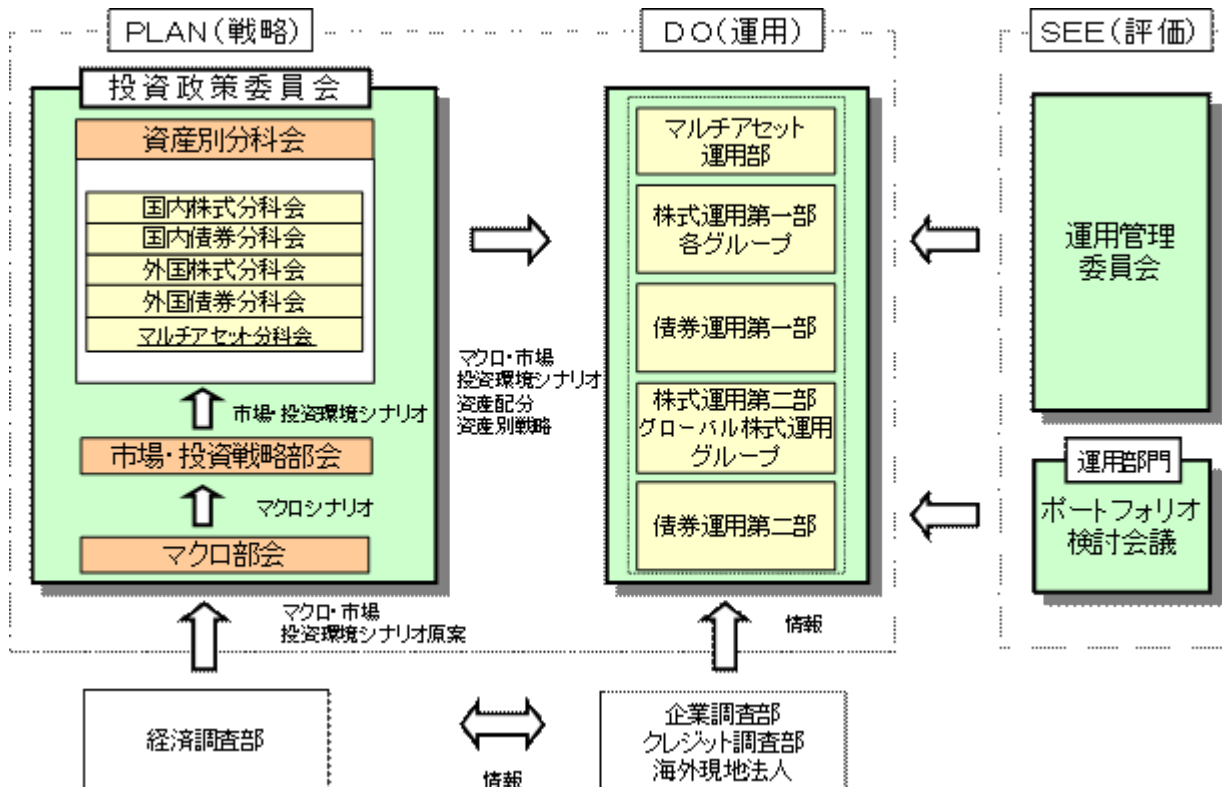 PLAN(戦略)
DO(運用)
SEE(評価)
投資政策委員会
資産別分科会
国内株式分科会
国内債券分科会
外国株式分科会
外国債券分科会
マルチアセット分科会
市場・投資環境シナリオ
市場・投資戦略部会
マクロシナリオ
マクロ部会
マクロ・市場
投資環境シナリオ
資産配分
資産別戦略
マルチアセット
運用部
株式運用第一部
各グループ
債券運用第一部
株式運用第二部
グローバル株式運用
グループ
債券運用第二部
運用管理
委員会
運用部門
ポートフォリオ
検討会議
マクロ・市場
投資環境シナリオ原案
情報
経済調査部
情報
企業調査部
クレジット調査部
海外現地法人